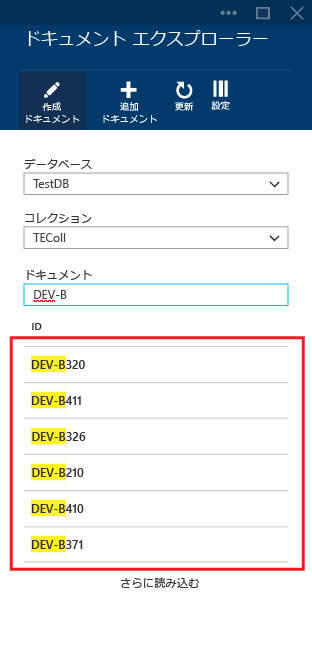 ドキュメント エクスプローラー
作成
ドキュメント
追加
ドキュメント
更新
設定
データベース
TestDB
コレクション
TEColl
ドキュメント
DEV-B
ID
DEV-B320
DEV-B411
DEV-B326
DEV-B210
DEV-B410
DEV-B371
さらに読み込む